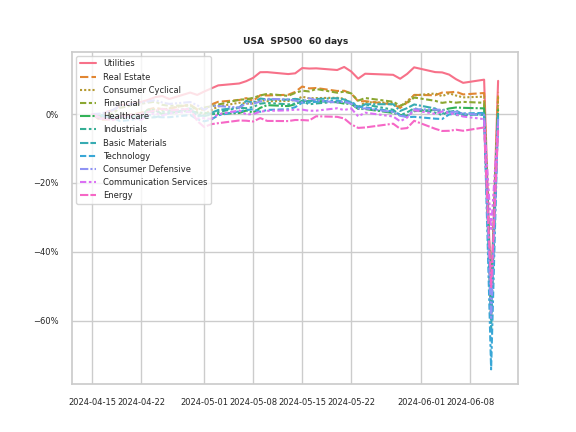 USA  SP500  60 days
Utilities
Real Estate
Consumer Cyclical
Financial
Healthcare
Industrials
Basic Materials
Technology
Consumer Defensive
Communication Services
Energy
0%
−20%
−40%
−60%
2024-04-15 2024-04-22 2024-05-01 2024-05-08 2024-05-15 2024-05-22 2024-06-01 2024-06-08